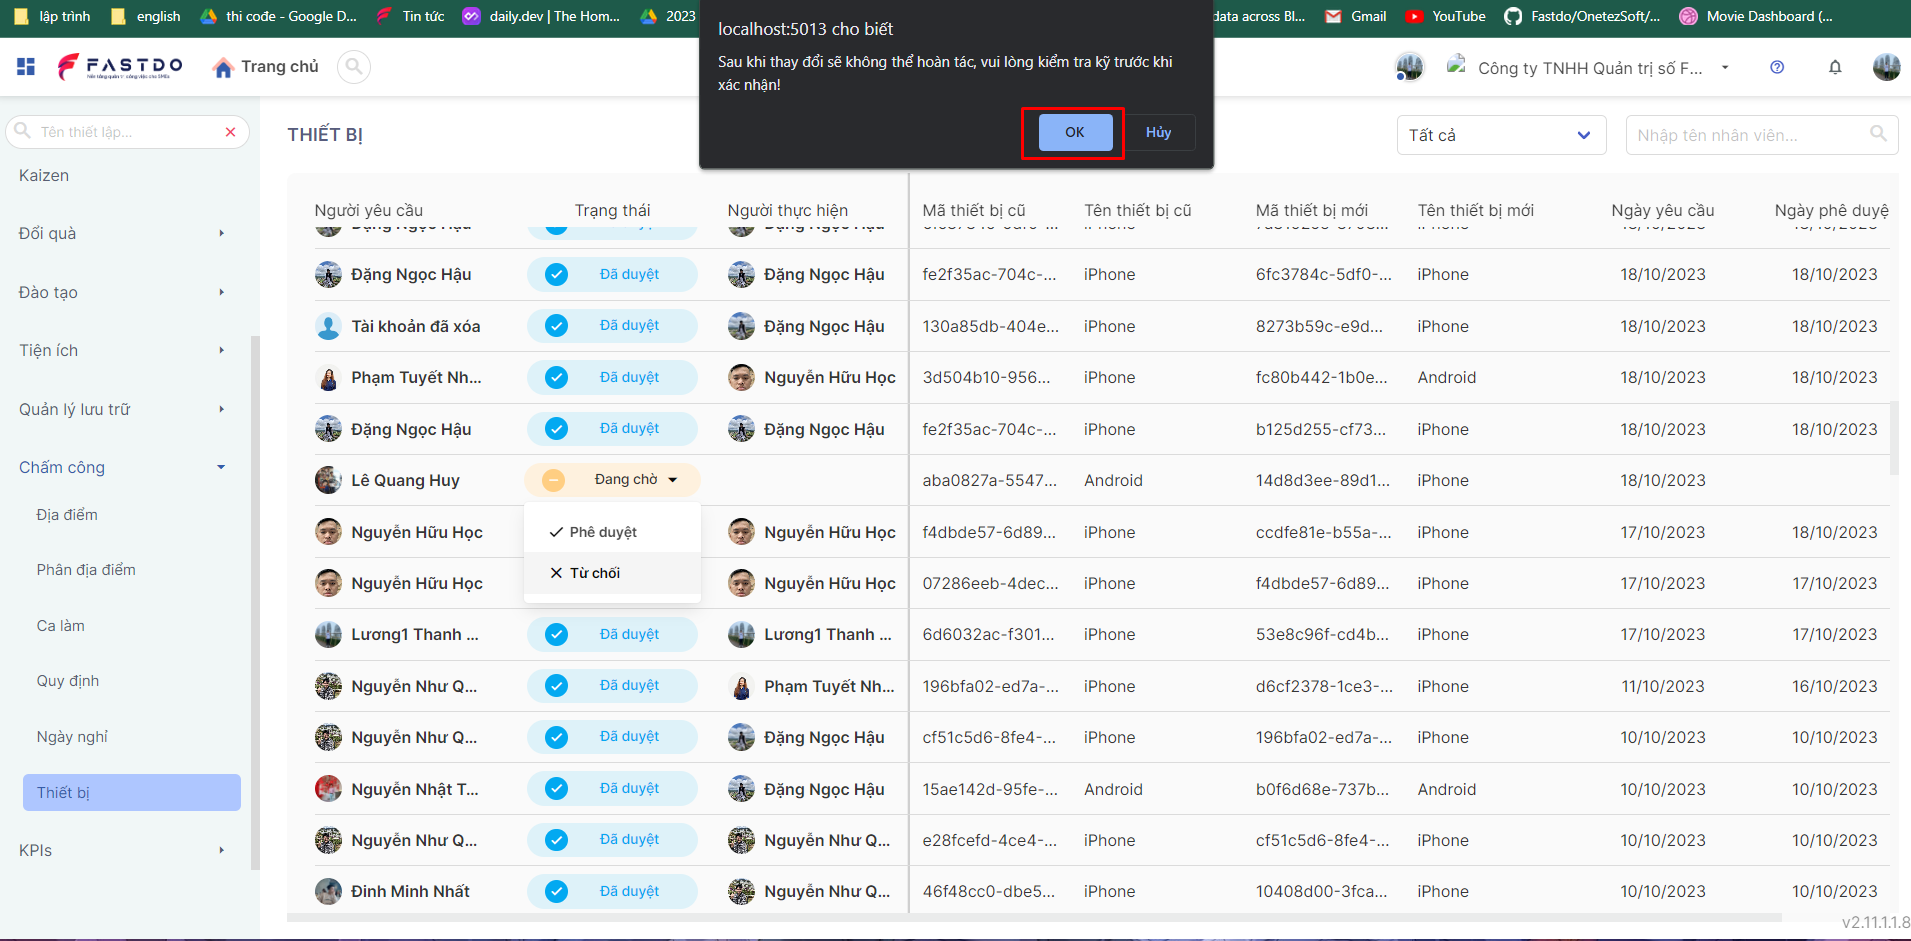 lập trình
english
thi code - Google D...
Tin tức
daily.dev | The Hom...
2023
data across Bl...
Gmail
YouTube
Fastdo/OnetezSoft/...
Movie Dashboard (...
localhost:5013 cho biết
Sau khi thay đổi sẽ không thể hoàn tác, vui lòng kiểm tra kỹ trước khi
xác nhận!
OK
Hủy
FASTDO
Trang chủ
Công ty TNHH Quản trị số F...
Tên thiết lập...
Kaizen
Đổi quà
Đào tạo
Tiện ích
Quản lý lưu trữ
Chấm công
Địa điểm
Phân địa điểm
Ca làm
Quy định
Ngày nghỉ
Thiết bị
KPIs
THIẾT BỊ
Tất cả
Nhập tên nhân viên...
Người yêu cầu Trạng thái Người thực hiện Mã thiết bị cũ Tên thiết bị cũ Mã thiết bị mới Tên thiết bị mới Ngày yêu cầu Ngày phê duyệ
Đặng Ngọc Hậu Đã duyệt Đặng Ngọc Hậu fe2f35ac-704c-... iPhone 6fc3784c-5df0-... iPhone 18/10/2023 18/10/2023
Tài khoản đã xóa Đã duyệt Đặng Ngọc Hậu 130a85db-404e... iPhone 8273b59c-e9d... iPhone 18/10/2023 18/10/2023
Phạm Tuyết Nh... Đã duyệt Nguyễn Hữu Học 3d504b10-956... iPhone fc80b442-1b0e... Android 18/10/2023 18/10/2023
Đặng Ngọc Hậu Đã duyệt Đặng Ngọc Hậu fe2f35ac-704c-... iPhone b125d255-cf73... iPhone 18/10/2023 18/10/2023
Lê Quang Huy Đang chờ aba0827a-5547... Android 14d8d3ee-89d1... iPhone 18/10/2023
Nguyễn Hữu Học Phê duyệt Nguyễn Hữu Học f4dbde57-6d89... iPhone ccdfe81e-b55a-... iPhone 17/10/2023 18/10/2023
Nguyễn Hữu Học Từ chối Nguyễn Hữu Học 07286eeb-4dec... iPhone f4dbde57-6d89... iPhone 17/10/2023 17/10/2023
Lương1 Thanh ... Đã duyệt Lương1 Thanh ... 6d6032ac-f301... iPhone 53e8c96f-cd4b... iPhone 17/10/2023 17/10/2023
Nguyễn Như Q... Đã duyệt Phạm Tuyết Nh... 196bfa02-ed7a-... iPhone d6cf2378-1ce3-... iPhone 11/10/2023 16/10/2023
Nguyễn Như Q... Đã duyệt Đặng Ngọc Hậu cf51c5d6-8fe4-... iPhone 196bfa02-ed7a-... iPhone 10/10/2023 10/10/2023
Nguyễn Nhật T... Đã duyệt Đặng Ngọc Hậu 15ae142d-95fe-... Android b0f6d68e-737b... Android 10/10/2023 10/10/2023
Nguyễn Như Q... Đã duyệt Nguyễn Như Q... e28fcefd-4ce4-... iPhone cf51c5d6-8fe4-... iPhone 10/10/2023 10/10/2023
Đinh Minh Nhất Đã duyệt Nguyễn Như Q... 46f48cc0-dbe5... iPhone 10408d00-3fca... iPhone 10/10/2023 10/10/2023
v2.11.1.1.8